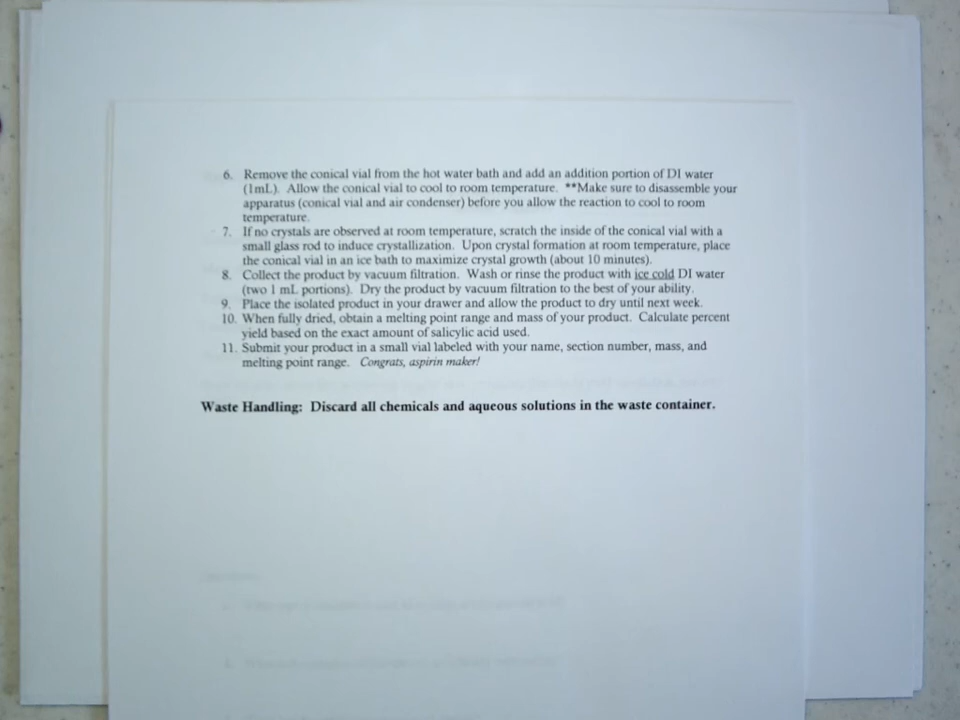 6. Remove the conical vial from the hot water bath and add an addition portion of DI water
(1mL). Allow the conical vial to cool to room temperature. **Make sure to disassemble your
apparatus (conical vial and air condenser) before you allow the reaction to cool to room
temperature.
7. If no crystals are observed at room temperature, scratch the inside of the conical vial with a
small glass rod to induce crystallization. Upon crystal formation at room temperature, place
the conical vial in an ice bath to maximize crystal growth (about 10 minutes).
8. Collect the product by vacuum filtration. Wash or rinse the product with ice cold DI water
(two 1 mL portions). Dry the product by vacuum filtration to the best of your ability.
9. Place the isolated product in your drawer and allow the product to dry until next week.
10. When fully dried, obtain a melting point range and mass of your product. Calculate percent
yield based on the exact amount of salicylic acid used.
11. Submit your product in a small vial labeled with your name, section number, mass, and
melting point range. Congrats, aspirin maker!
Waste Handling: Discard all chemicals and aqueous solutions in the waste container.